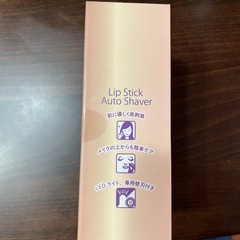 Lip Stick
Auto Shaver
肌に優しく低刺激
メイクの上からも簡単ケア
LEDライト、専用替刃付き